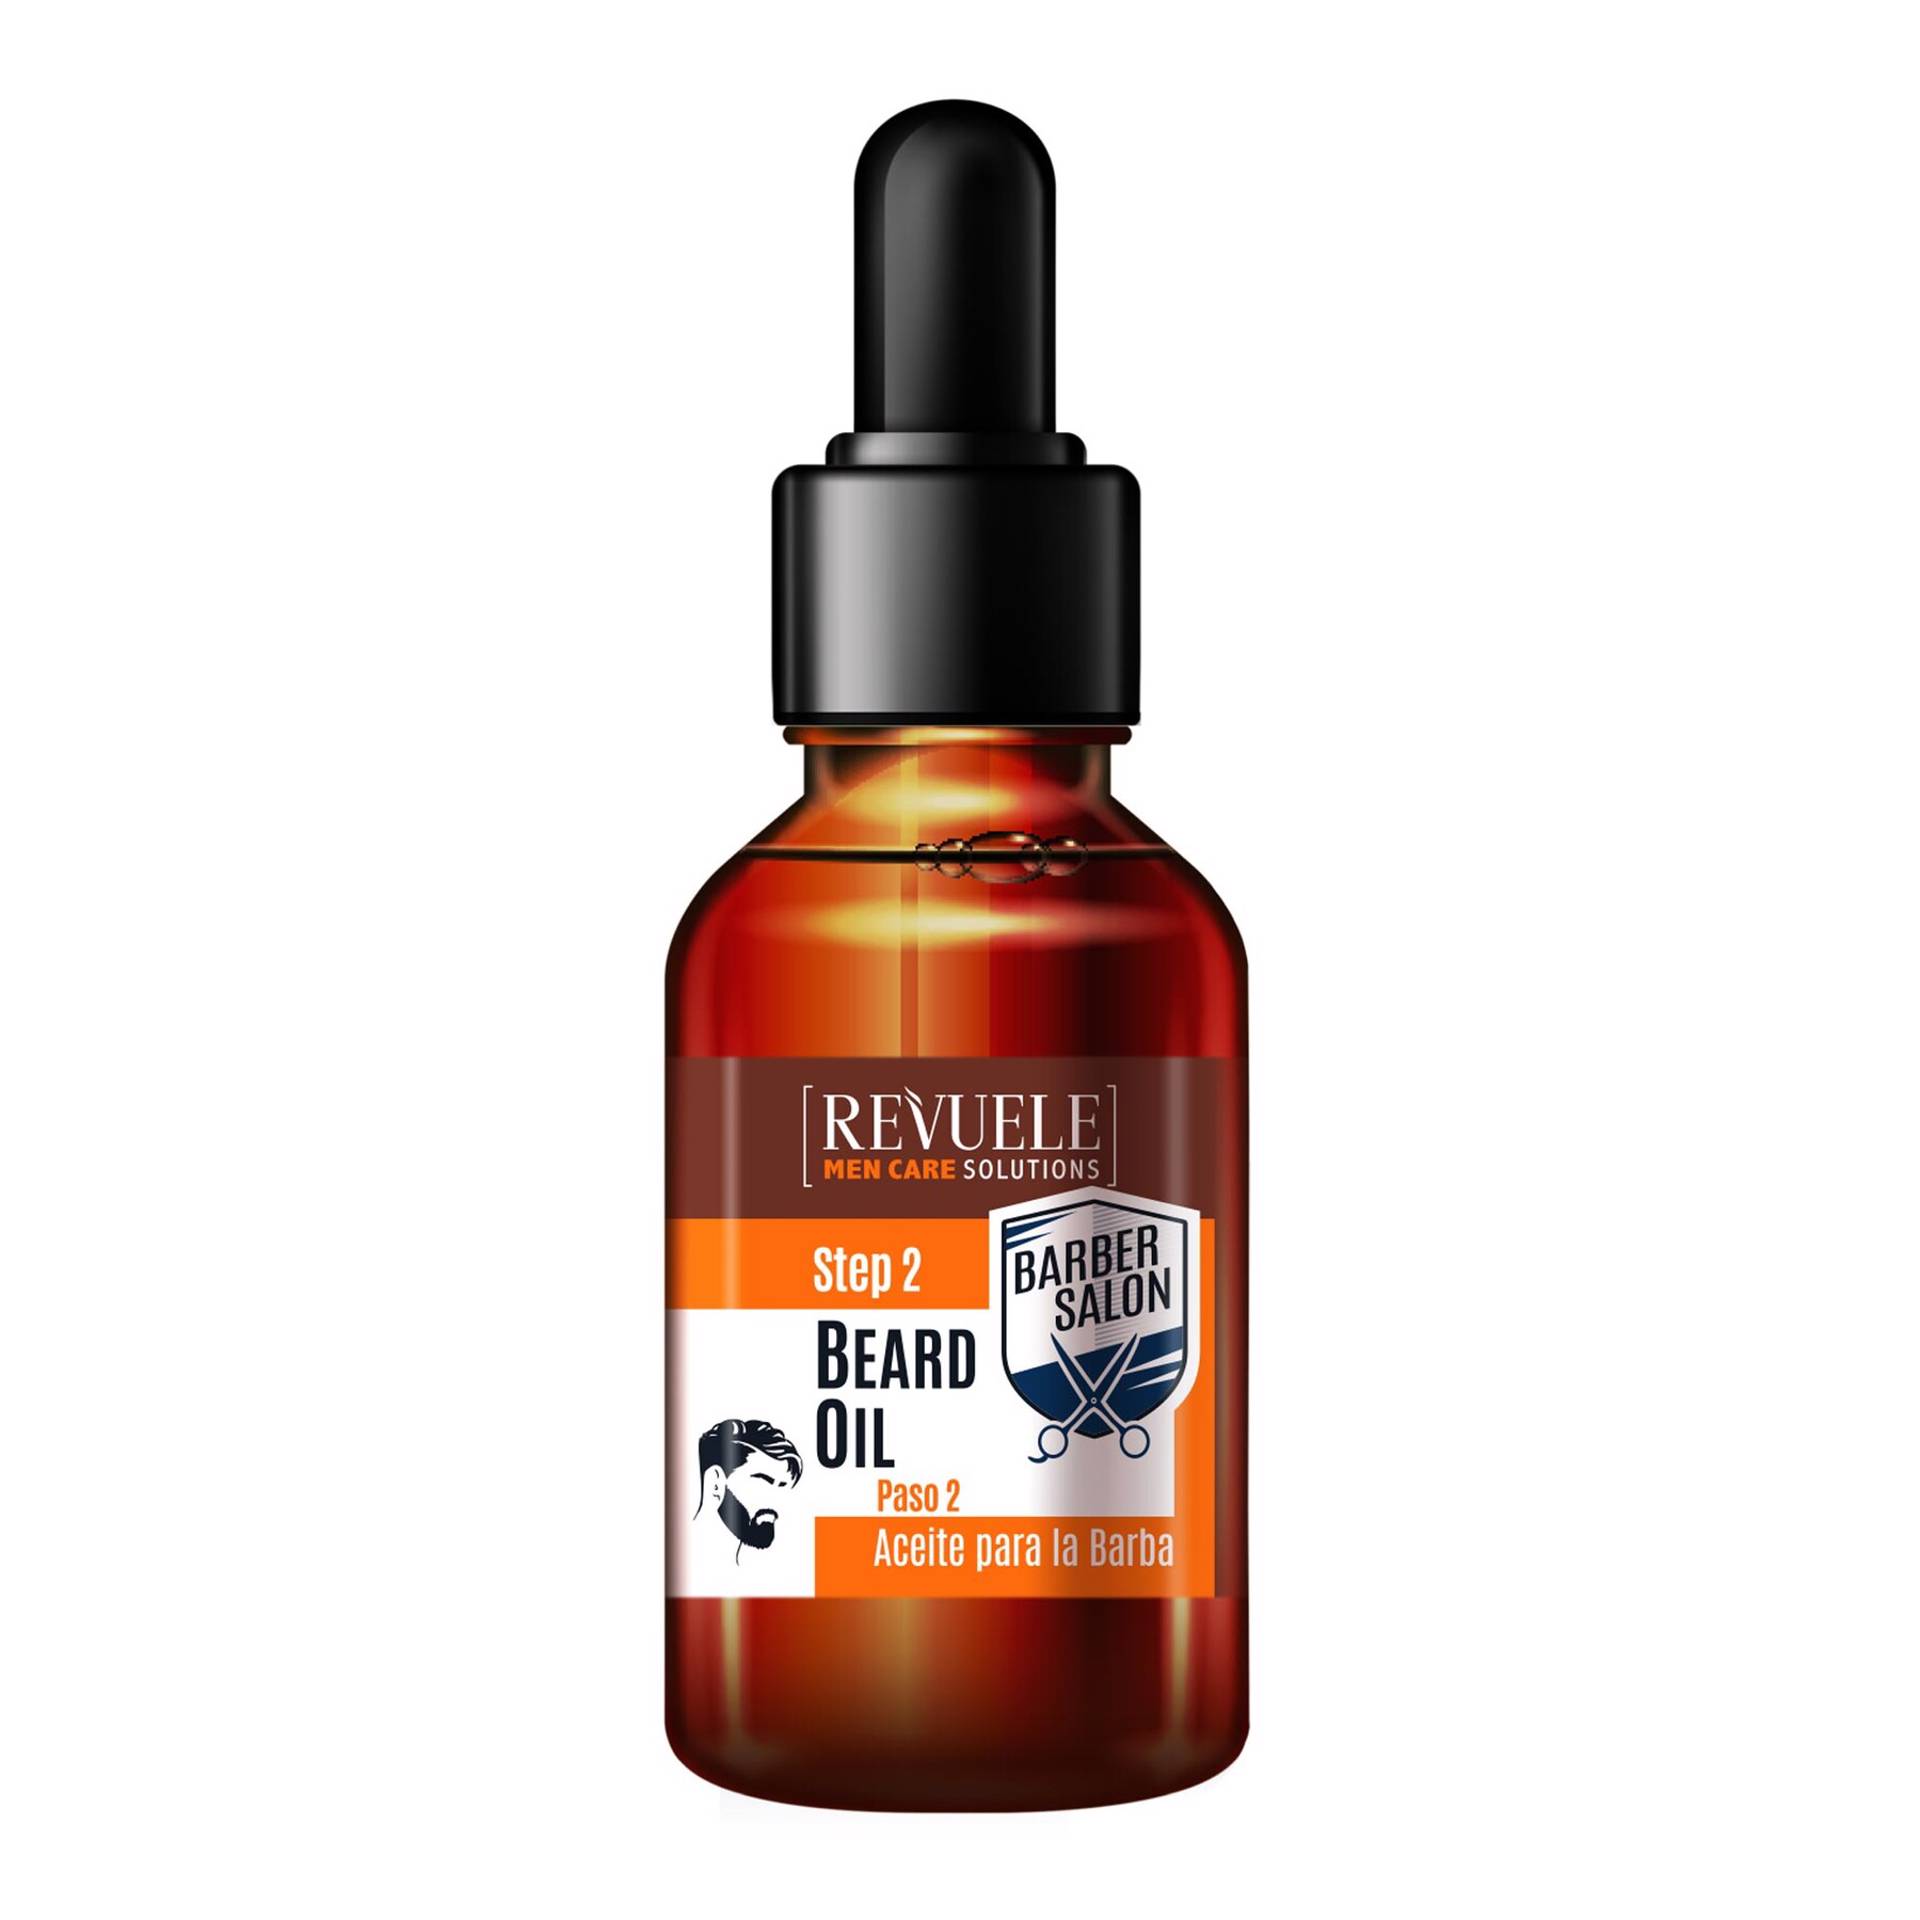 REVUELE
MEN CARE SOLUTIONS
BARBER
SALON
Step 2
BEARD
OIL
Paso 2
Aceite para la Barba